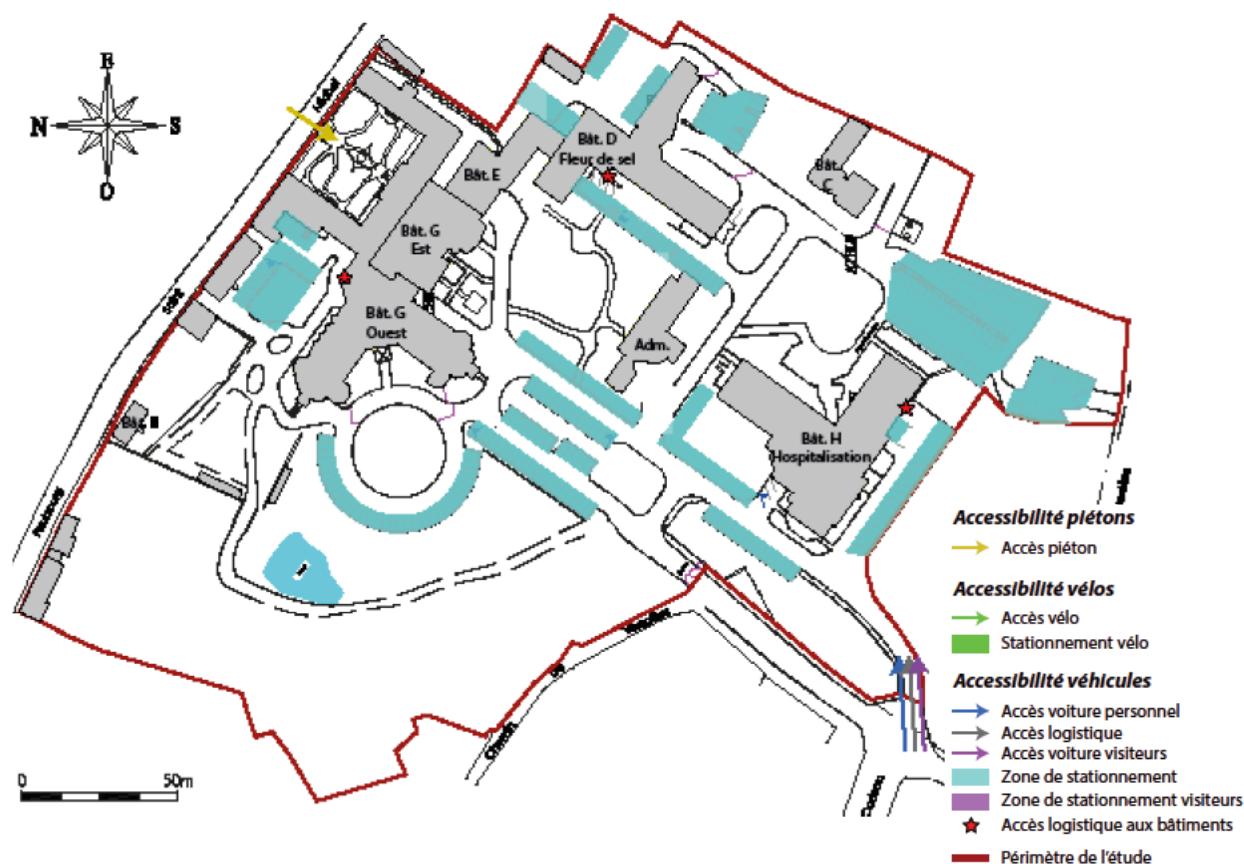 E
N
S
O
Bât. D
Fleur de sel
Bât. E
Bât.
C
Bât. G
Est
Bât. G
Ouest
Adm.
Bât. H
Hospitalisation
Chemin
0
50m
Accessibilité piétons
Accès piéton
Accessibilité vélos
Accès vélo
Stationnement vélo
Accessibilité véhicules
Accès voiture personnel
Accès logistique
Accès voiture visiteurs
Zone de stationnement
Zone de stationnement visiteurs
Accès logistique aux bâtiments
Périmètre de l'étude